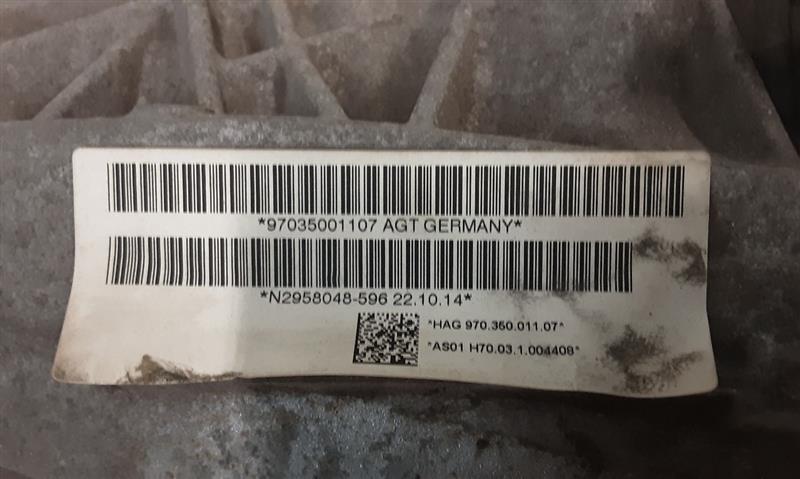 *97035001107 AGT GERMANY*
*N2958048-596 22.10.14*
*HAG 970.350.011.07*
*AS01 H70.03.1.004408*